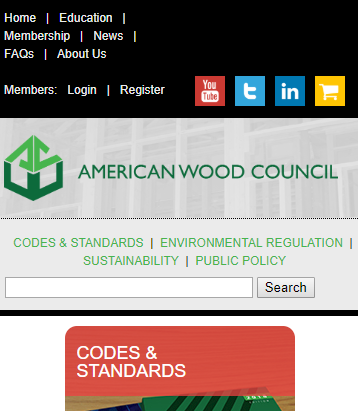 Home | Education |
Membership | News |
FAQs | About Us
Members: Login | Register
You
Tube
in
AMERICAN WOOD COUNCIL
CODES & STANDARDS | ENVIRONMENTAL REGULATION |
SUSTAINABILITY | PUBLIC POLICY
Search
CODES &
STANDARDS